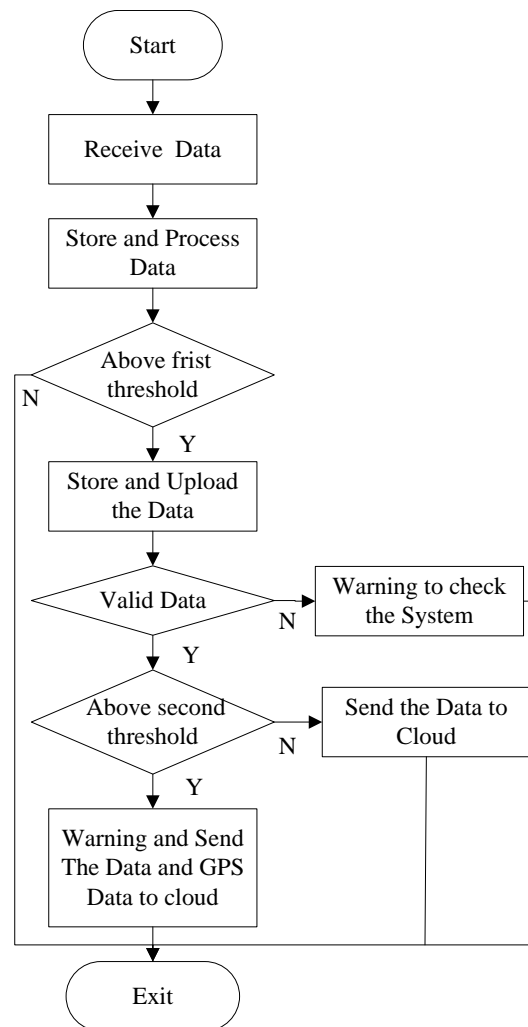 Start
Receive Data
Store and Process
Data
Above frist
threshold
N
Y
Store and Upload
the Data
Valid Data
N
Warning to check
the System
Y
Above second
threshold
N
Send the Data to
Cloud
Y
Warning and Send
The Data and GPS
Data to cloud
Exit